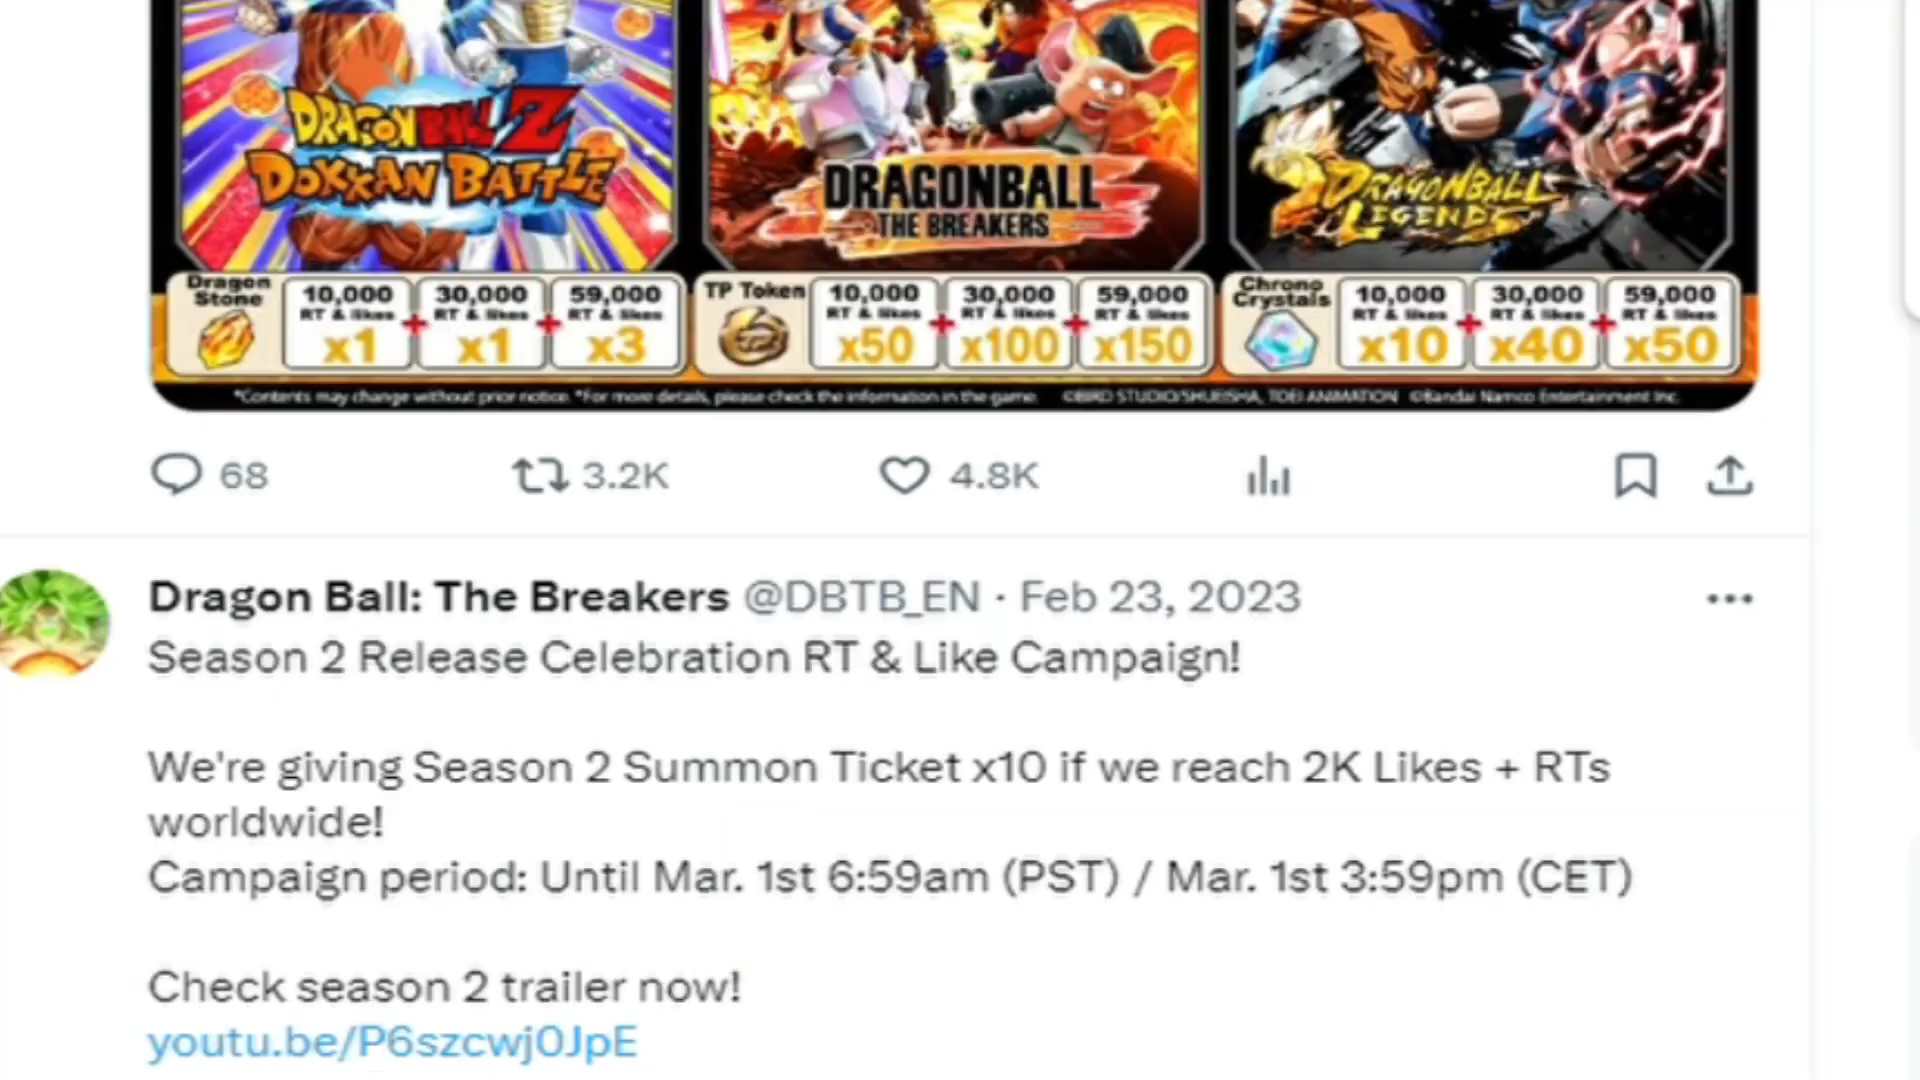 DRAGON BALL Z
DOKKAN BATTLE
DRAGONBALL
THE BREAKERS
DRAGONBALL
LEGENDS
Dragon
Stone
10,000
RT & likes
x1
+
30,000
RT & likes
x1
+
59,000
RT & likes
x3
TP Token
10,000
RT & likes
x50
+
30,000
RT & likes
x100
+
59,000
RT & likes
x150
Chrono
Crystals
10,000
RT & likes
x10
+
30,000
RT & likes
x40
+
59,000
RT & likes
x50
*Contents may change without prior notice. *For more details, please check the information in the game. ©BIRD STUDIO/SHUEISHA, TOEI ANIMATION ©Bandai Namco Entertainment Inc.
68 3.2K 4.8K
Dragon Ball: The Breakers @DBTB_EN · Feb 23, 2023
Season 2 Release Celebration RT & Like Campaign!
We're giving Season 2 Summon Ticket x10 if we reach 2K Likes + RTs
worldwide!
Campaign period: Until Mar. 1st 6:59am (PST) / Mar. 1st 3:59pm (CET)
Check season 2 trailer now!
youtu.be/P6szcwj0JpE